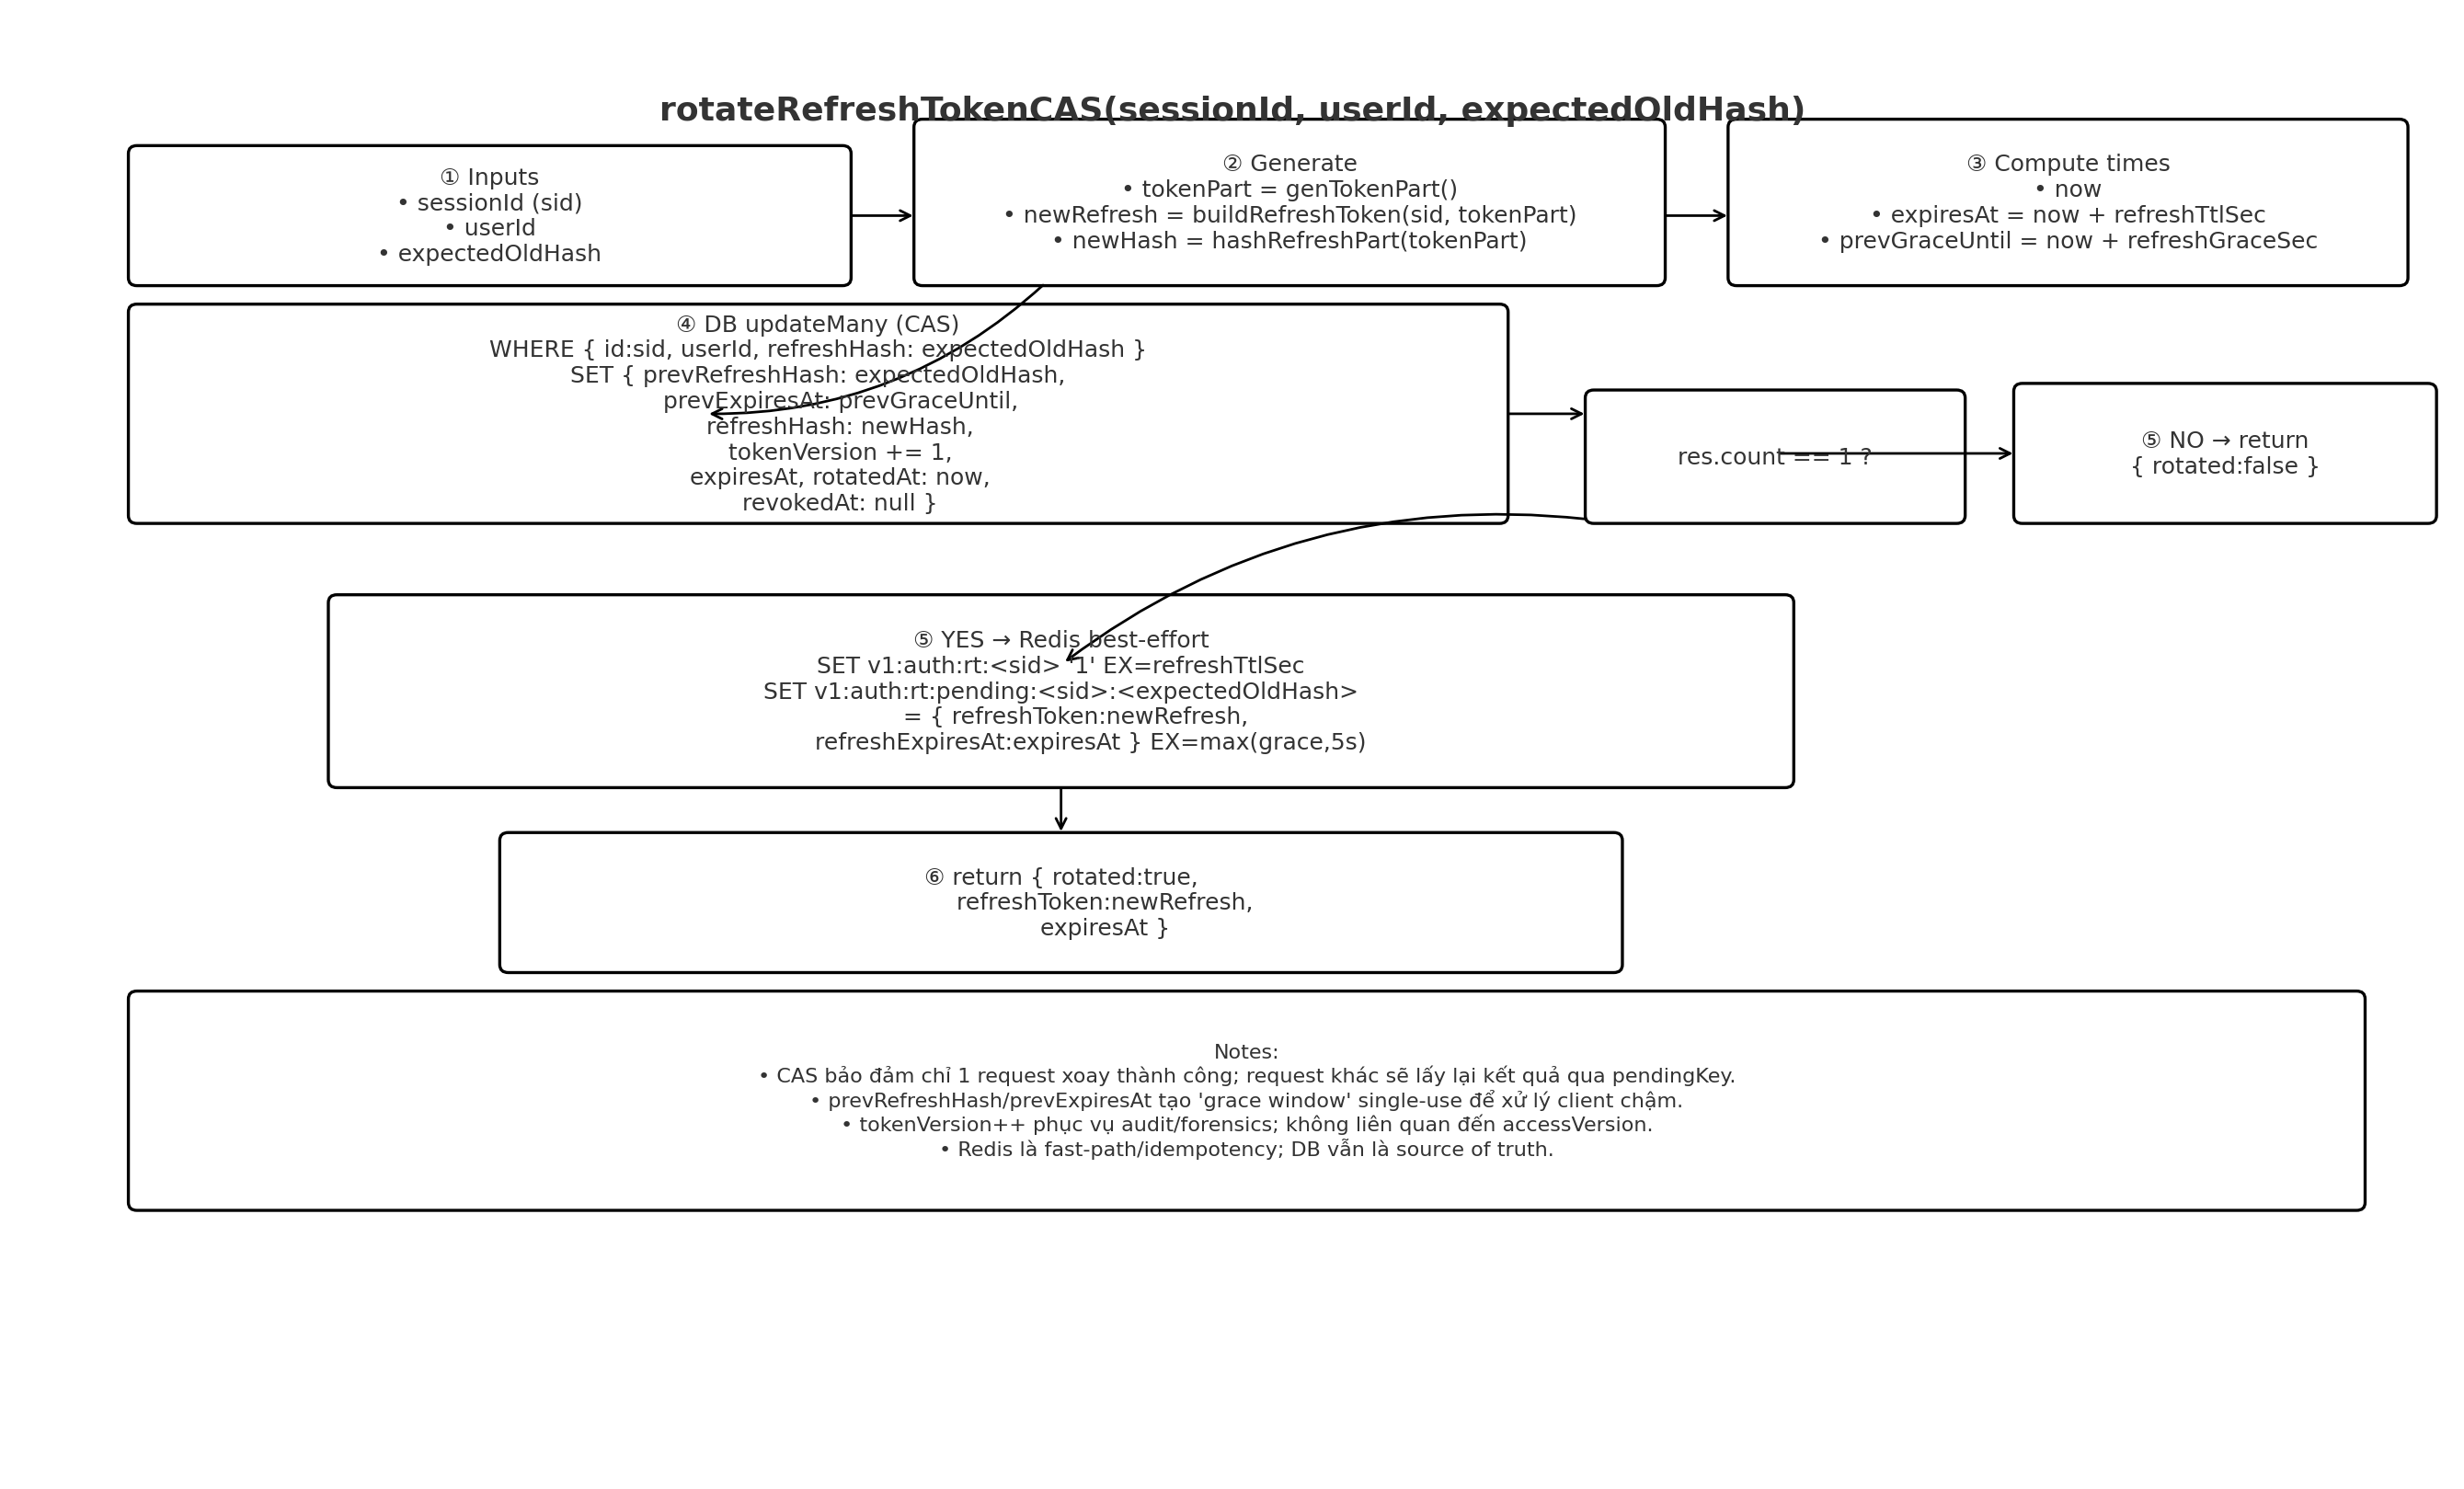 rotateRefreshTokenCAS(sessionId, userId, expectedOldHash)
① Inputs
• sessionId (sid)
• userId
• expectedOldHash
② Generate
• tokenPart = genTokenPart()
• newRefresh = buildRefreshToken(sid, tokenPart)
• newHash = hashRefreshPart(tokenPart)
③ Compute times
• now
• expiresAt = now + refreshTtlSec
• prevGraceUntil = now + refreshGraceSec
④ DB updateMany (CAS)
WHERE { id:sid, userId, refreshHash: expectedOldHash }
SET { prevRefreshHash: expectedOldHash,
prevExpiresAt: prevGraceUntil,
refreshHash: newHash,
tokenVersion += 1,
expiresAt, rotatedAt: now,
revokedAt: null }
res.count == 1 ?
⑤ NO → return
{ rotated:false }
⑤ YES → Redis best-effort
SET v1:auth:rt:<sid> '1' EX=refreshTtlSec
SET v1:auth:rt:pending:<sid>:<expectedOldHash>
= { refreshToken:newRefresh,
refreshExpiresAt:expiresAt } EX=max(grace,5s)
⑥ return { rotated:true,
refreshToken:newRefresh,
expiresAt }
Notes:
• CAS bảo đảm chỉ 1 request xoay thành công; request khác sẽ lấy lại kết quả qua pendingKey.
• prevRefreshHash/prevExpiresAt tạo 'grace window' single-use để xử lý client chậm.
• tokenVersion++ phục vụ audit/forensics; không liên quan đến accessVersion.
• Redis là fast-path/idempotency; DB vẫn là source of truth.